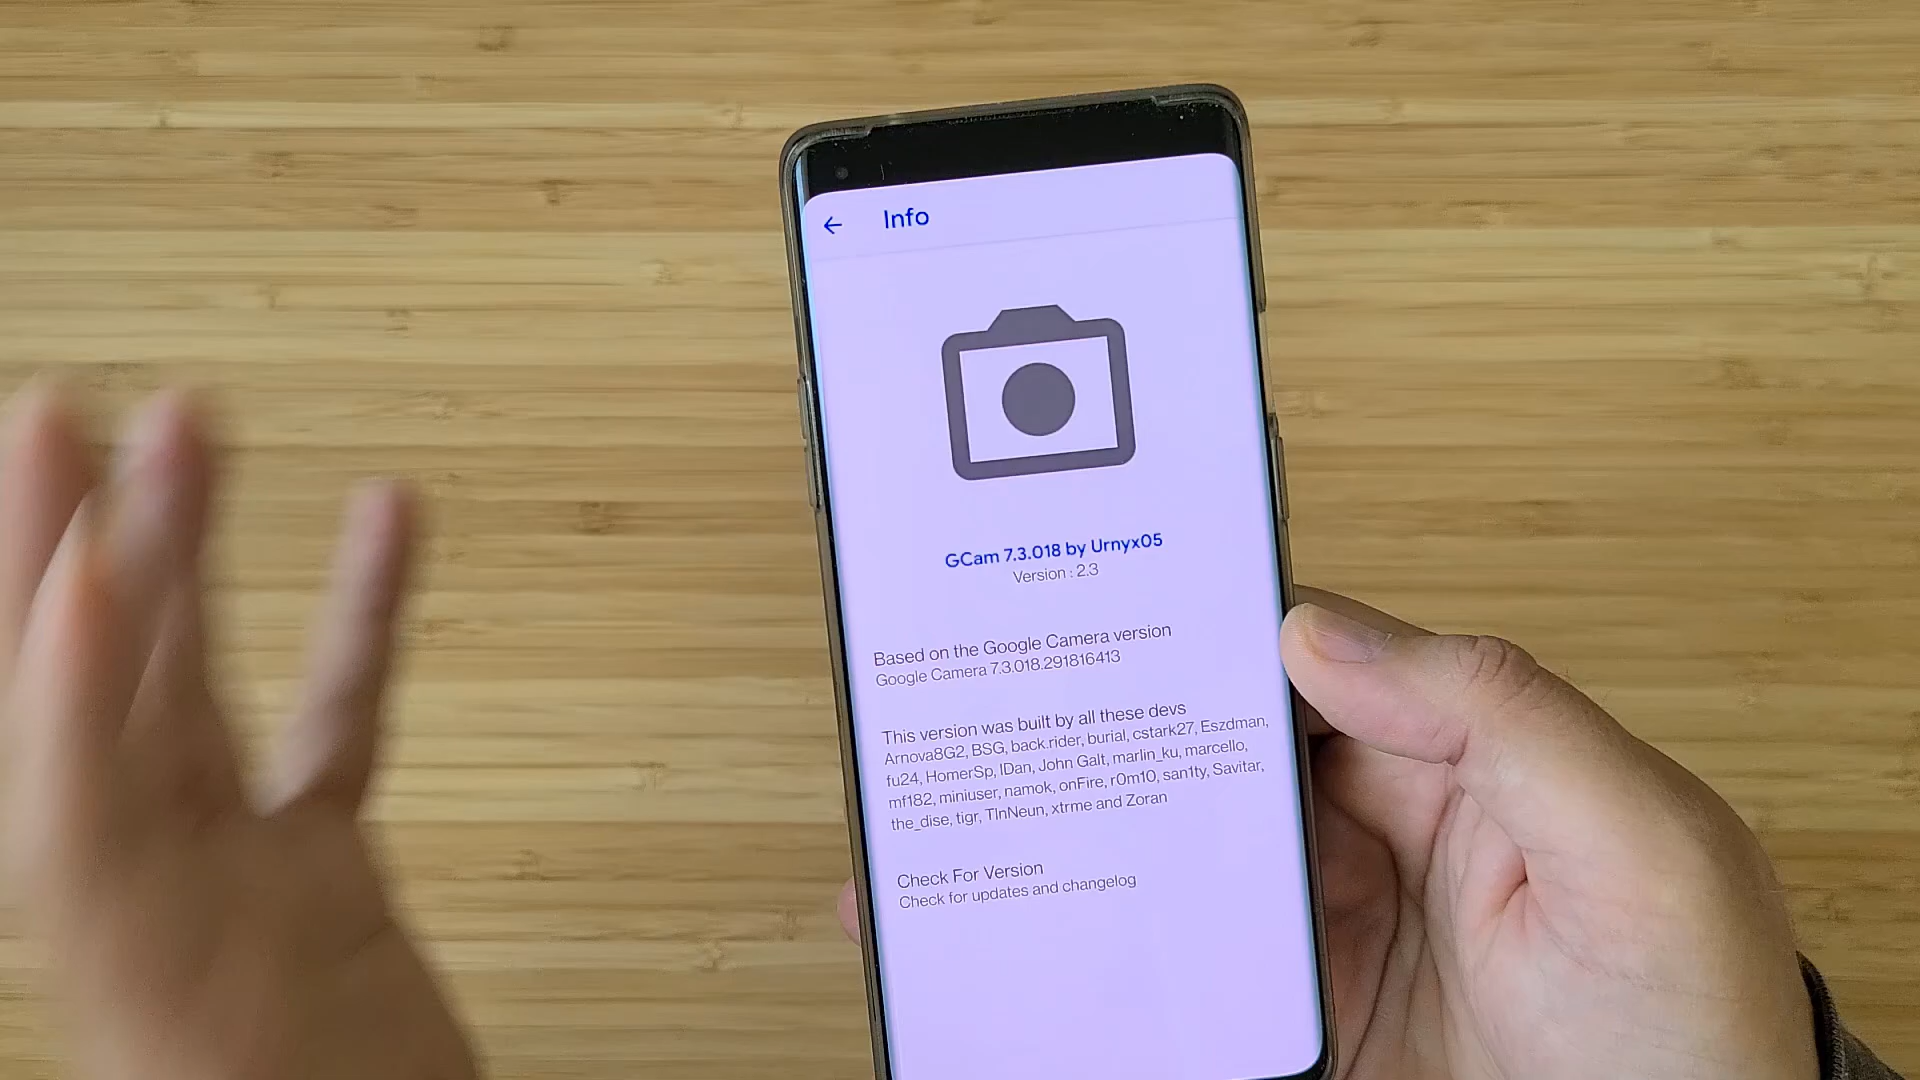 Info
GCam 7.3.018 by Urnyx05
Version : 2.3
Based on the Google Camera version
Google Camera 7.3.018.291816413
This version was built by all these devs
Arnova8G2, BSG, back.rider, burial, cstark27, Eszdman,
fu24, HomerSp, IDan, John Galt, marlin_ku, marcello,
mf182, miniuser, namok, onFire, r0m10, san1ty, Savitar,
the_dise, tigr, TlnNeun, xtrme and Zoran
Check For Version
Check for updates and changelog